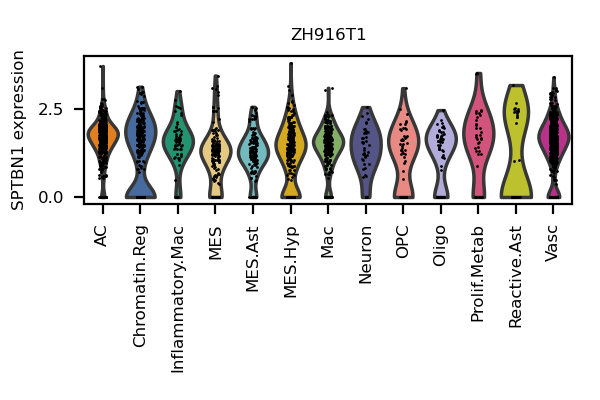 ZH916T1
SPTBN1 expression
2.5
0.0
AC
Chromatin.Reg
Inflammatory.Mac
MES
MES.Ast
MES.Hyp
Mac
Neuron
OPC
Oligo
Prolif.Metab
Reactive.Ast
Vasc